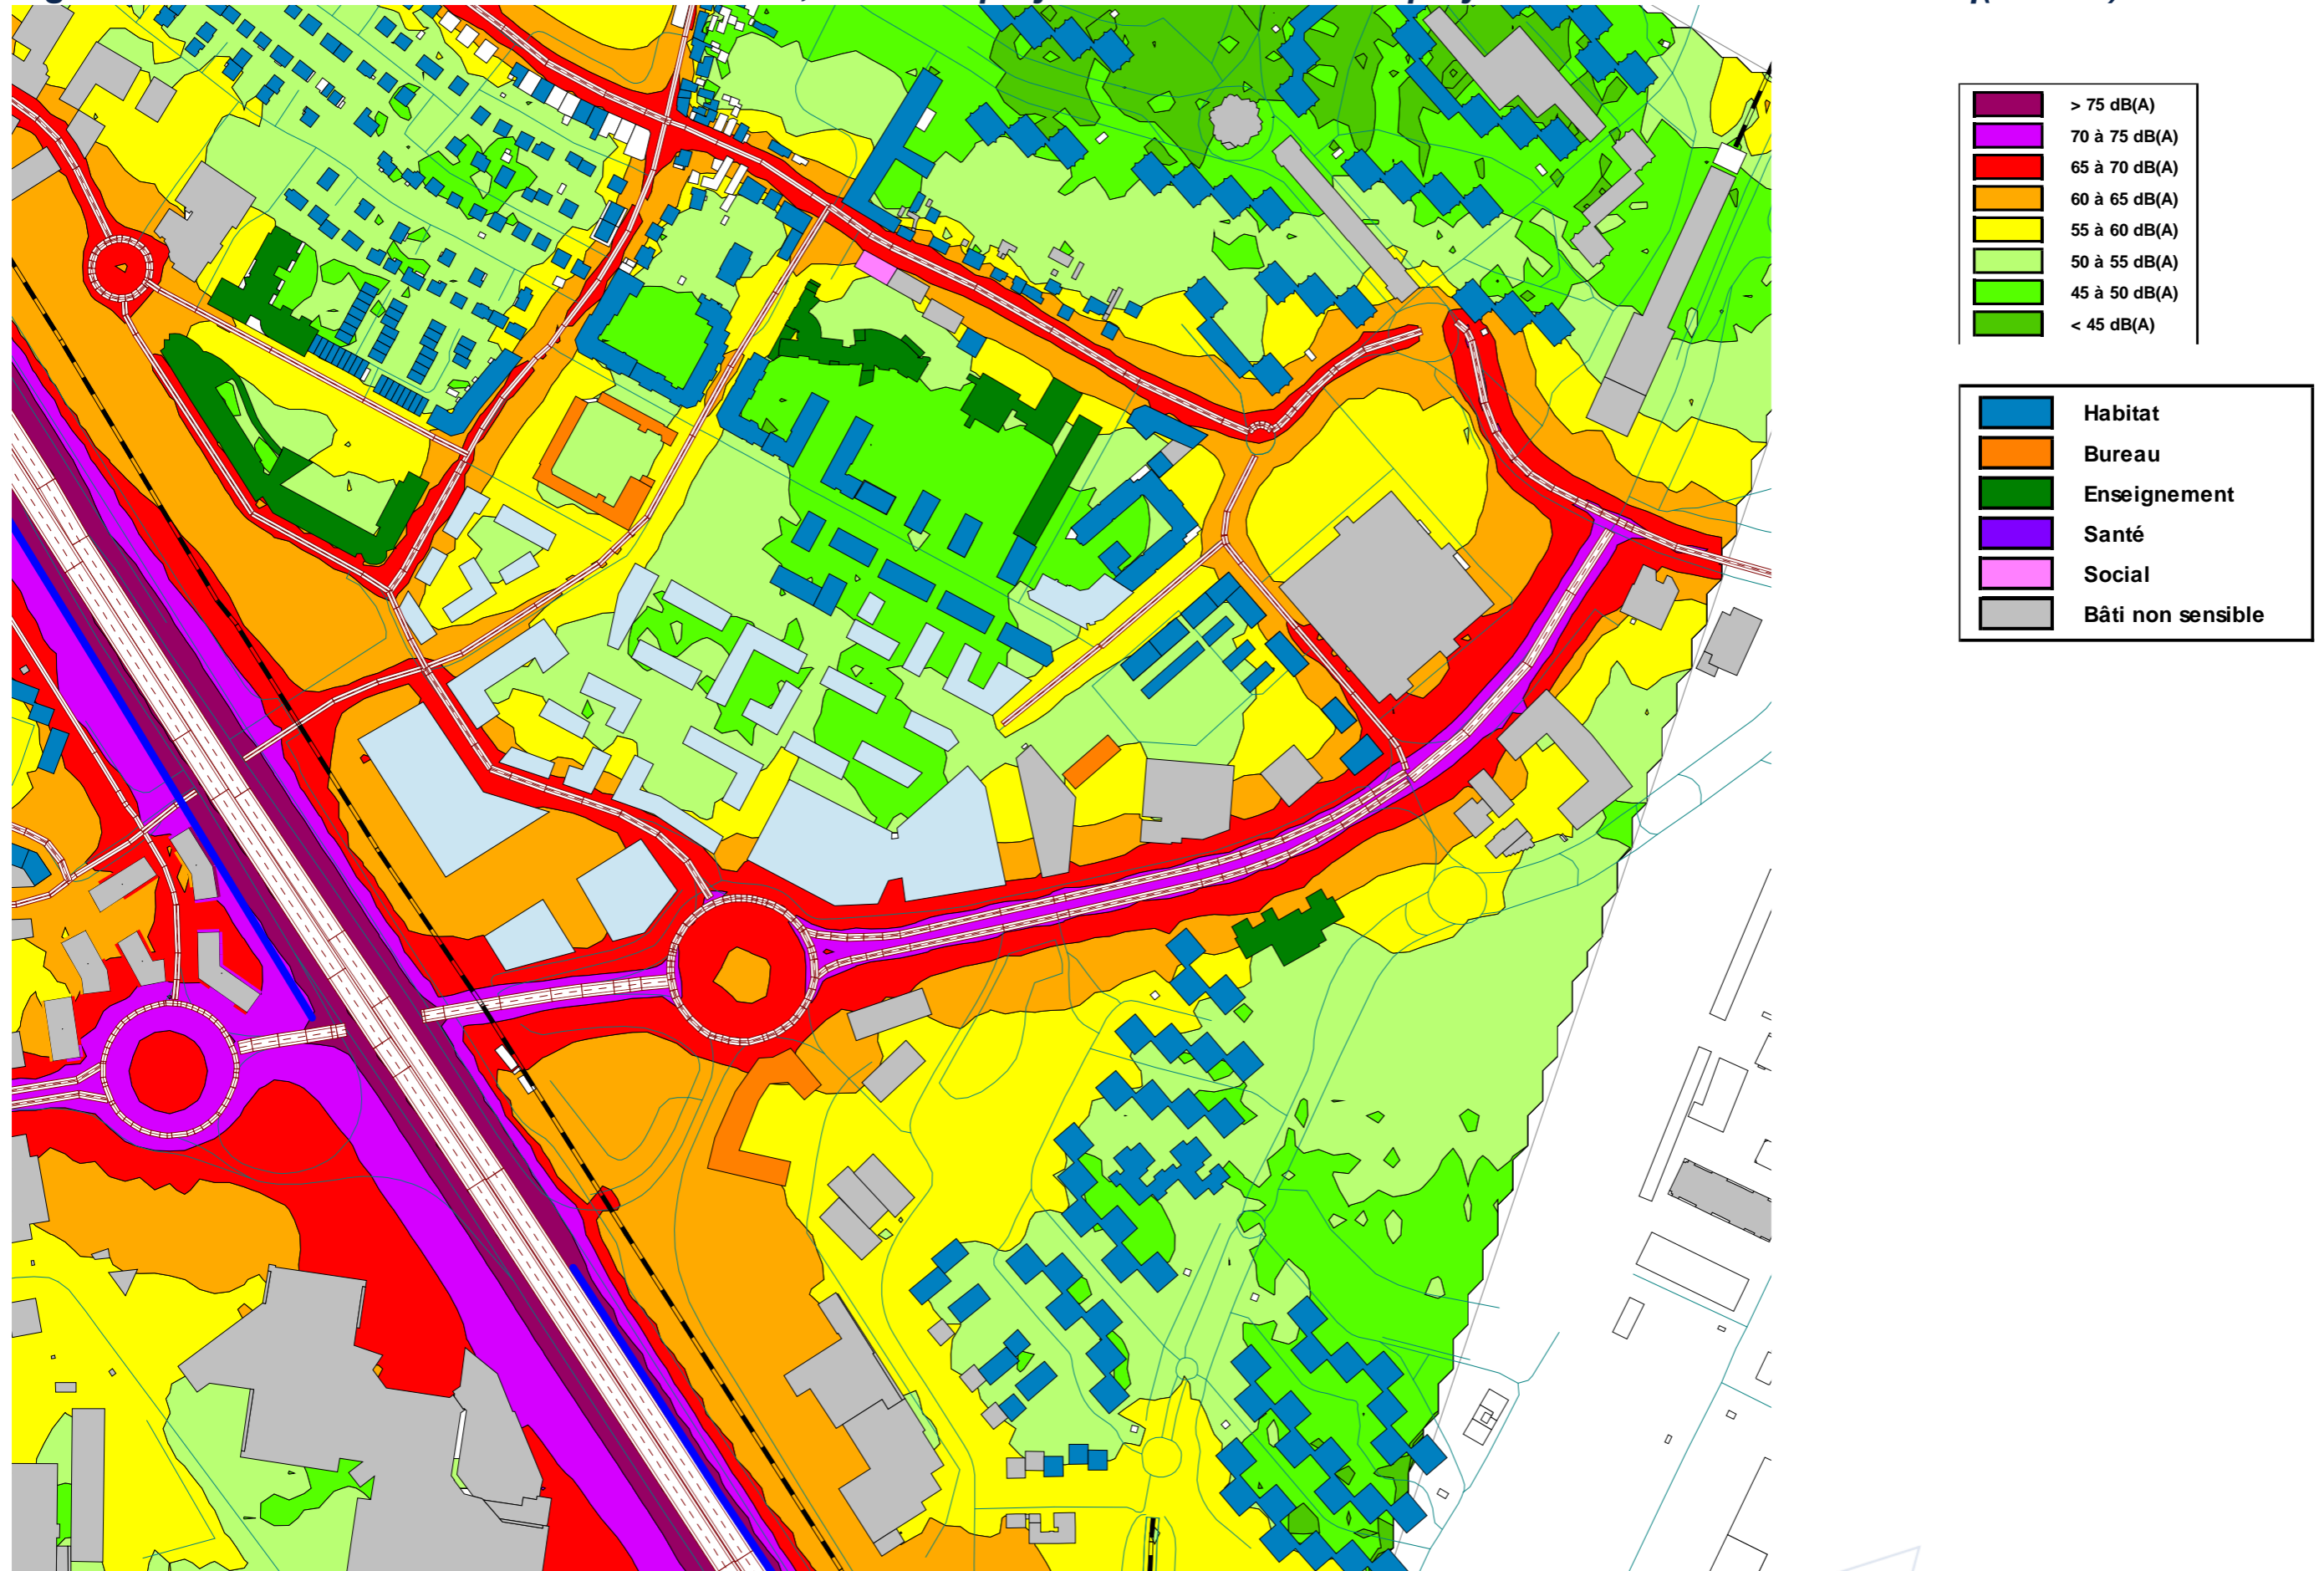 > 75 dB(A)
70 à 75 dB(A)
65 à 70 dB(A)
60 à 65 dB(A)
55 à 60 dB(A)
50 à 55 dB(A)
45 à 50 dB(A)
< 45 dB(A)
Habitat
Bureau
Enseignement
Santé
Social
Bâti non sensible